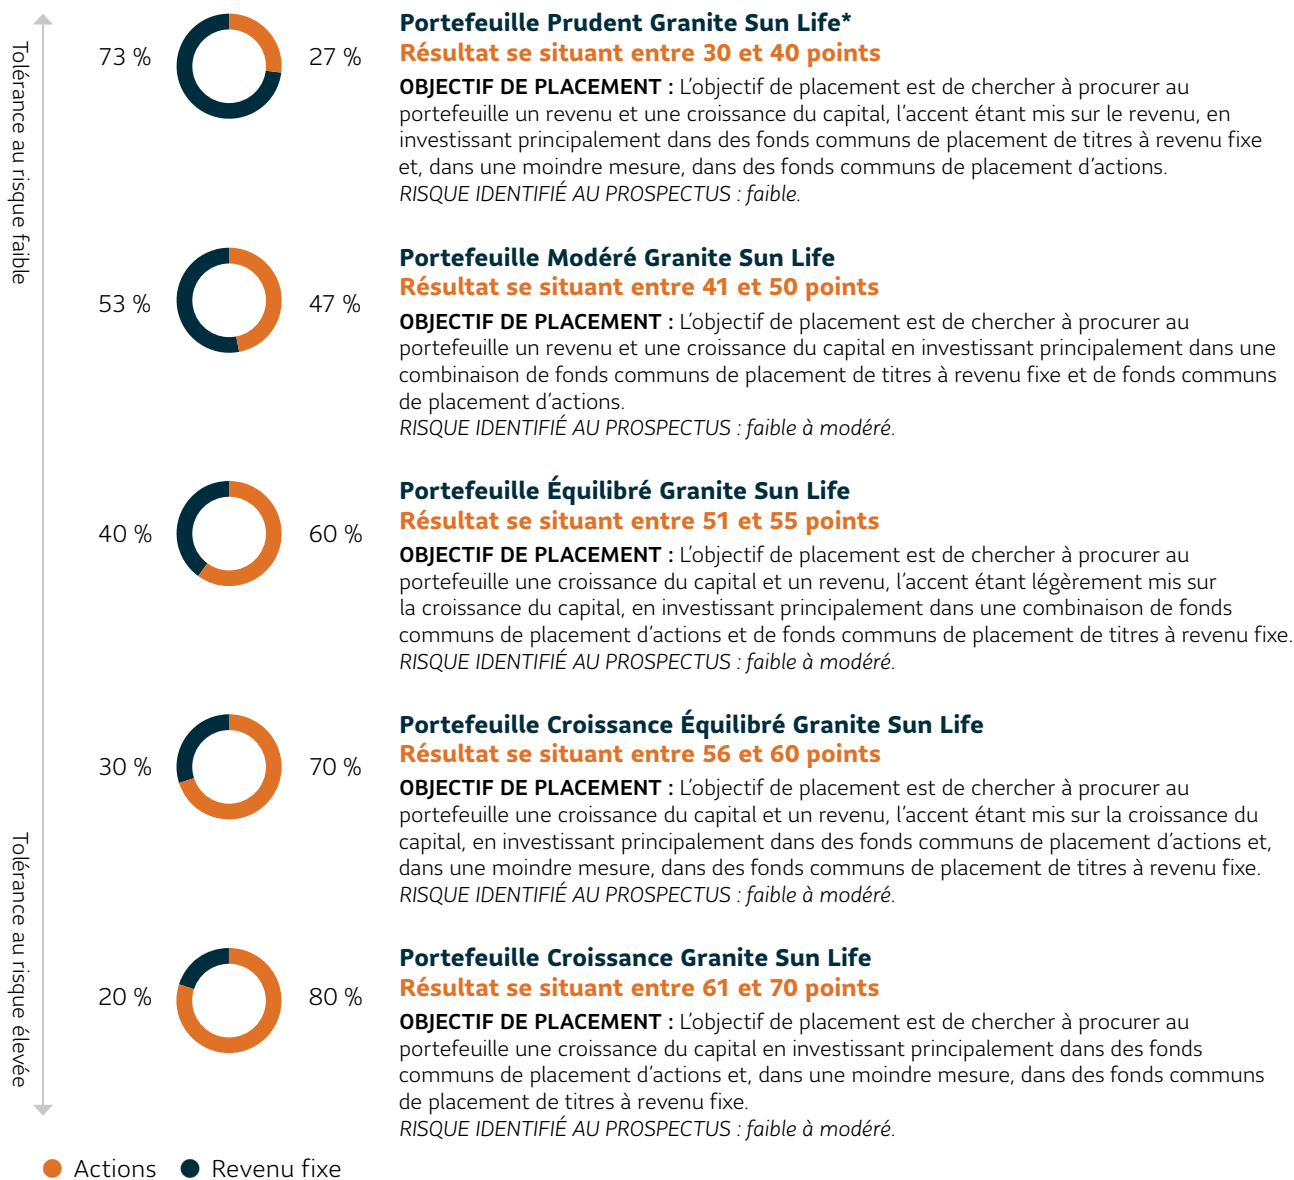 Tolérance au risque faible
73 %
27 %
Portefeuille Prudent Granite Sun Life*
Résultat se situant entre 30 et 40 points
OBJECTIF DE PLACEMENT : L’objectif de placement est de chercher à procurer au
portefeuille un revenu et une croissance du capital, l’accent étant mis sur le revenu, en
investissant principalement dans des fonds communs de placement de titres à revenu fixe
et, dans une moindre mesure, dans des fonds communs de placement d’actions.
RISQUE IDENTIFIÉ AU PROSPECTUS : faible.
53 %
47 %
Portefeuille Modéré Granite Sun Life
Résultat se situant entre 41 et 50 points
OBJECTIF DE PLACEMENT : L’objectif de placement est de chercher à procurer au
portefeuille un revenu et une croissance du capital en investissant principalement dans une
combinaison de fonds communs de placement de titres à revenu fixe et de fonds communs
de placement d’actions.
RISQUE IDENTIFIÉ AU PROSPECTUS : faible à modéré.
40 %
60 %
Portefeuille Équilibré Granite Sun Life
Résultat se situant entre 51 et 55 points
OBJECTIF DE PLACEMENT : L’objectif de placement est de chercher à procurer au
portefeuille une croissance du capital et un revenu, l’accent étant légèrement mis sur
la croissance du capital, en investissant principalement dans une combinaison de fonds
communs de placement d’actions et de fonds communs de placement de titres à revenu fixe.
RISQUE IDENTIFIÉ AU PROSPECTUS : faible à modéré.
30 %
70 %
Portefeuille Croissance Équilibré Granite Sun Life
Résultat se situant entre 56 et 60 points
OBJECTIF DE PLACEMENT : L’objectif de placement est de chercher à procurer au
portefeuille une croissance du capital et un revenu, l’accent étant mis sur la croissance du
capital, en investissant principalement dans des fonds communs de placement d’actions et,
dans une moindre mesure, dans des fonds communs de placement de titres à revenu fixe.
RISQUE IDENTIFIÉ AU PROSPECTUS : faible à modéré.
Tolérance au risque élevée
20 %
80 %
Portefeuille Croissance Granite Sun Life
Résultat se situant entre 61 et 70 points
OBJECTIF DE PLACEMENT : L’objectif de placement est de chercher à procurer au
portefeuille une croissance du capital en investissant principalement dans des fonds
communs de placement d’actions et, dans une moindre mesure, dans des fonds communs
de placement de titres à revenu fixe.
RISQUE IDENTIFIÉ AU PROSPECTUS : faible à modéré.
Actions
Revenu fixe